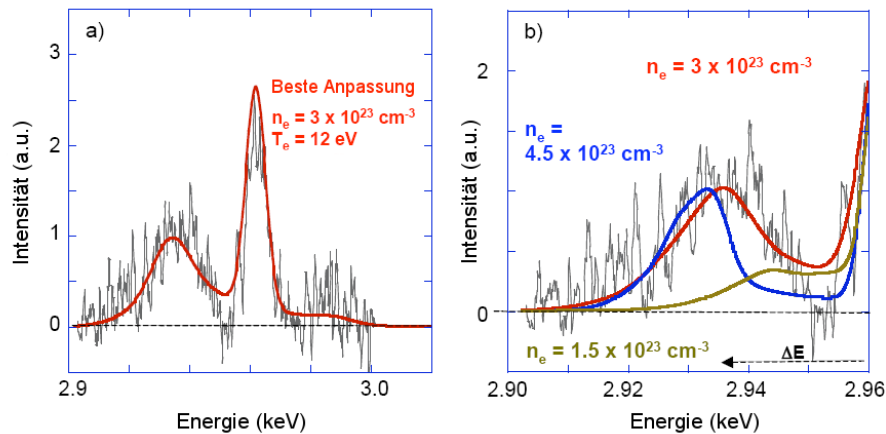 a)
3
2
1
0
Intensität (a.u.)
Beste Anpassung
n_e = 3 x 10^23 cm^-3
T_e = 12 eV
2.9
3.0
Energie (keV)
b)
2
0
Intensität (a.u.)
n_e = 3 x 10^23 cm^-3
n_e =
4.5 x 10^23 cm^-3
n_e = 1.5 x 10^23 cm^-3
ΔE
2.90 2.92 2.94 2.96
Energie (keV)